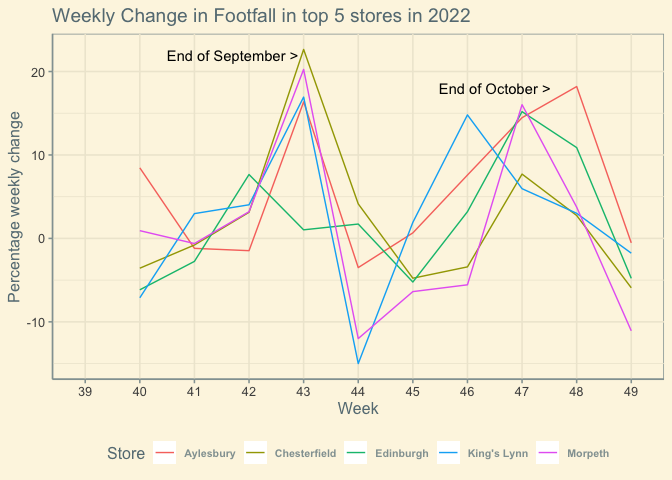 Weekly Change in Footfall in top 5 stores in 2022
Percentage weekly change
20
10
0
-10
End of September >
End of October >
39 40 41 42 43 44 45 46 47 48 49
Week
Store Aylesbury Chesterfield Edinburgh King's Lynn Morpeth